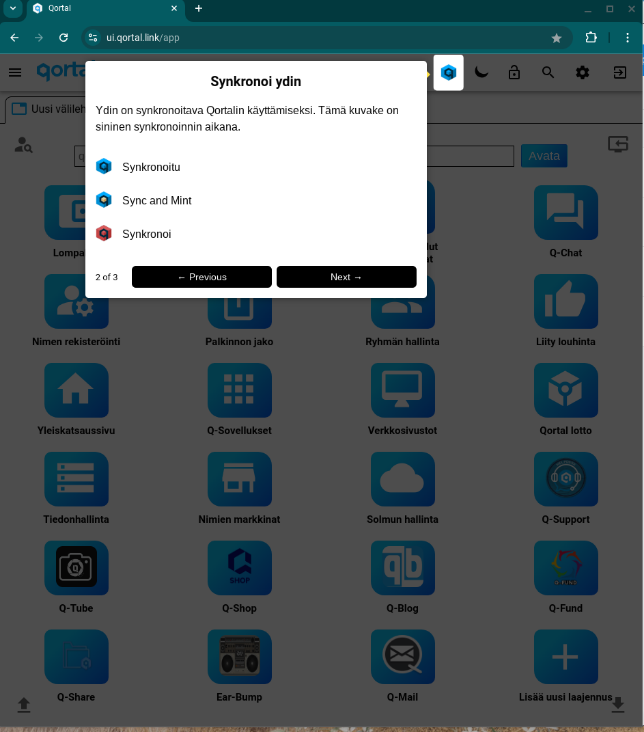 Qortal
ui.qortal.link/app
Synkronoi ydin
Uusi välileh
Ydin on synkronoitava Qortalin käyttämiseksi. Tämä kuvake on
sininen synkronoinnin aikana.
Avata
Synkronoitu
Sync and Mint
Synkronoi
2 of 3
← Previous
Next →
Q-Chat
Nimen rekisteröinti
Palkinnon jako
Ryhmän hallinta
Liity louhinta
Yleiskatsaussivu
Q-Sovellukset
Verkkosivustot
Qortal lotto
Tiedonhallinta
Nimien markkinat
Solmun hallinta
Q-Support
Q-Tube
SHOP
Q-Shop
Q-Blog
Q-FUND
Q-Fund
Q-Share
Ear-Bump
Q-Mail
Lisää uusi laajennus